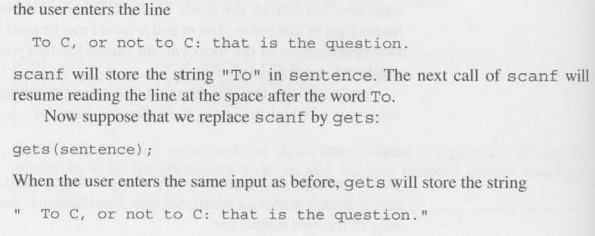 the user enters the line
To C, or not to C: that is the question.
scanf will store the string "To" in sentence. The next call of scanf will
resume reading the line at the space after the word To.
Now suppose that we replace scanf by gets:
gets(sentence);
When the user enters the same input as before, gets will store the string
"  To C, or not to C: that is the question."